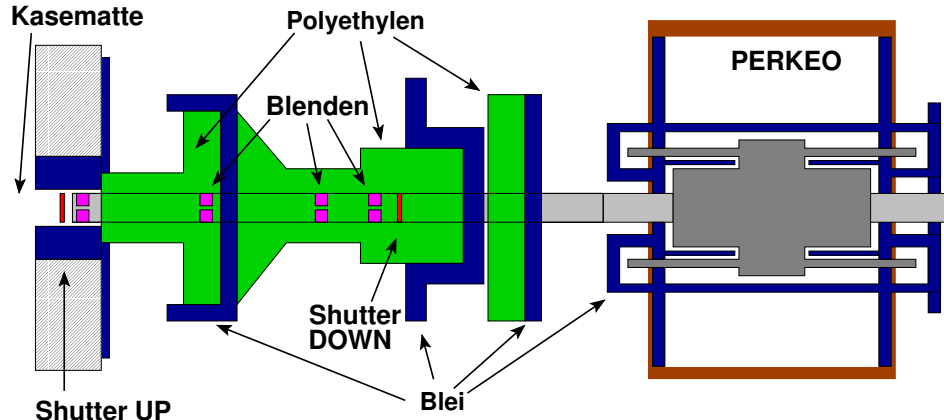 Kasematte
Polyethylen
PERKEO
Blenden
Shutter
DOWN
Blei
Shutter UP